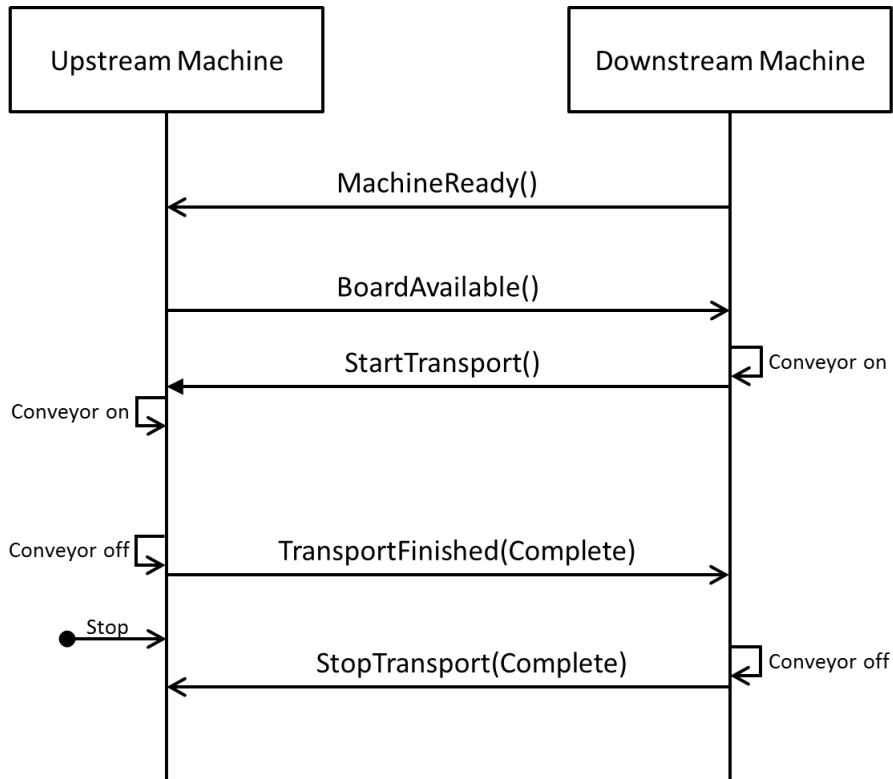 Upstream Machine
Downstream Machine
MachineReady()
BoardAvailable()
StartTransport()
Conveyor on
Conveyor on
Conveyor off
TransportFinished(Complete)
Stop
StopTransport(Complete)
Conveyor off